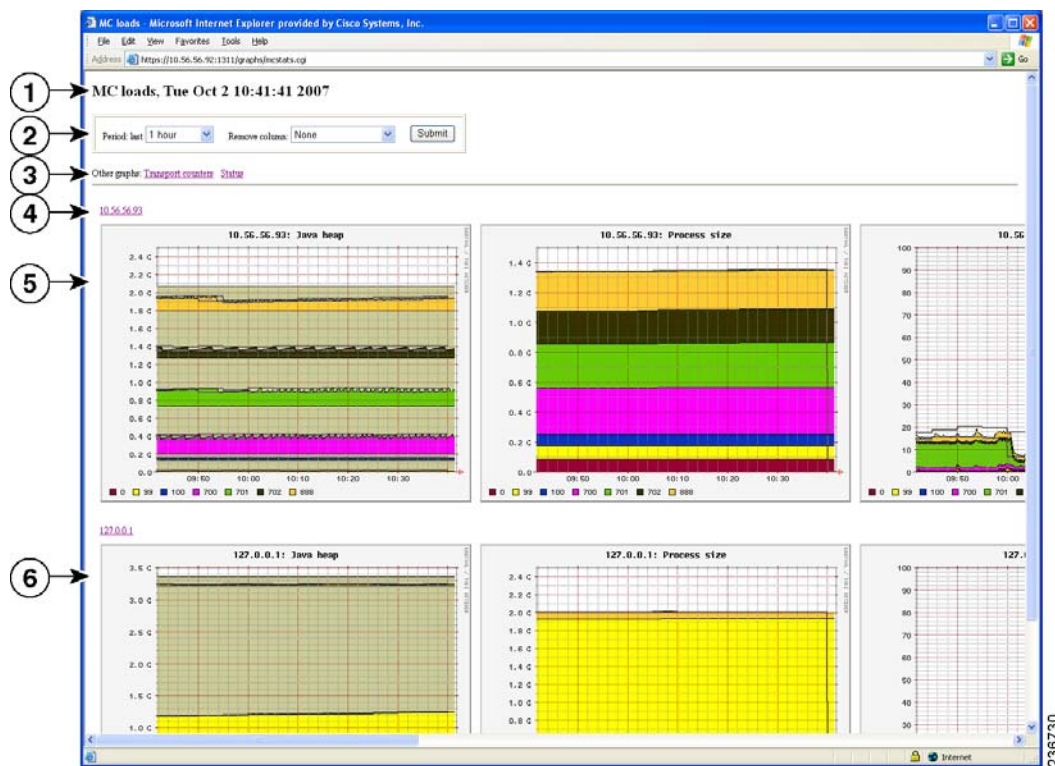 MC loads - Microsoft Internet Explorer provided by Cisco Systems, Inc.
File Edit View Favorites Tools Help
Address https://10.56.56.92:1311/graphs/mcstats.cgi Go
1
MC loads, Tue Oct 2 10:41:41 2007
2
Period: last 1 hour Remove column: None Submit
3
Other graphs: Transport counters Status
4
10.56.56.93
5
10.56.56.93: Java heap
2.4 G
2.2 G
2.0 G
1.8 G
1.6 G
1.4 G
1.2 G
1.0 G
0.8 G
0.6 G
0.4 G
0.2 G
0.0
09:50 10:00 10:10 10:20 10:30
0 99 100 700 701 702 888
10.56.56.93: Process size
1.4 G
1.2 G
1.0 G
0.8 G
0.6 G
0.4 G
0.2 G
0.0
09:50 10:00 10:10 10:20 10:30
0 99 100 700 701 702 888
10.56
100
90
80
70
60
50
40
30
20
10
0
09:50 10:00
0 99 100 700 701
127.0.0.1
6
127.0.0.1: Java heap
3.5 G
3.0 G
2.5 G
2.0 G
1.5 G
1.0 G
127.0.0.1: Process size
2.4 G
2.2 G
2.0 G
1.8 G
1.6 G
1.4 G
1.2 G
1.0 G
0.8 G
127.
100
90
80
70
60
50
40
30
Internet
236730